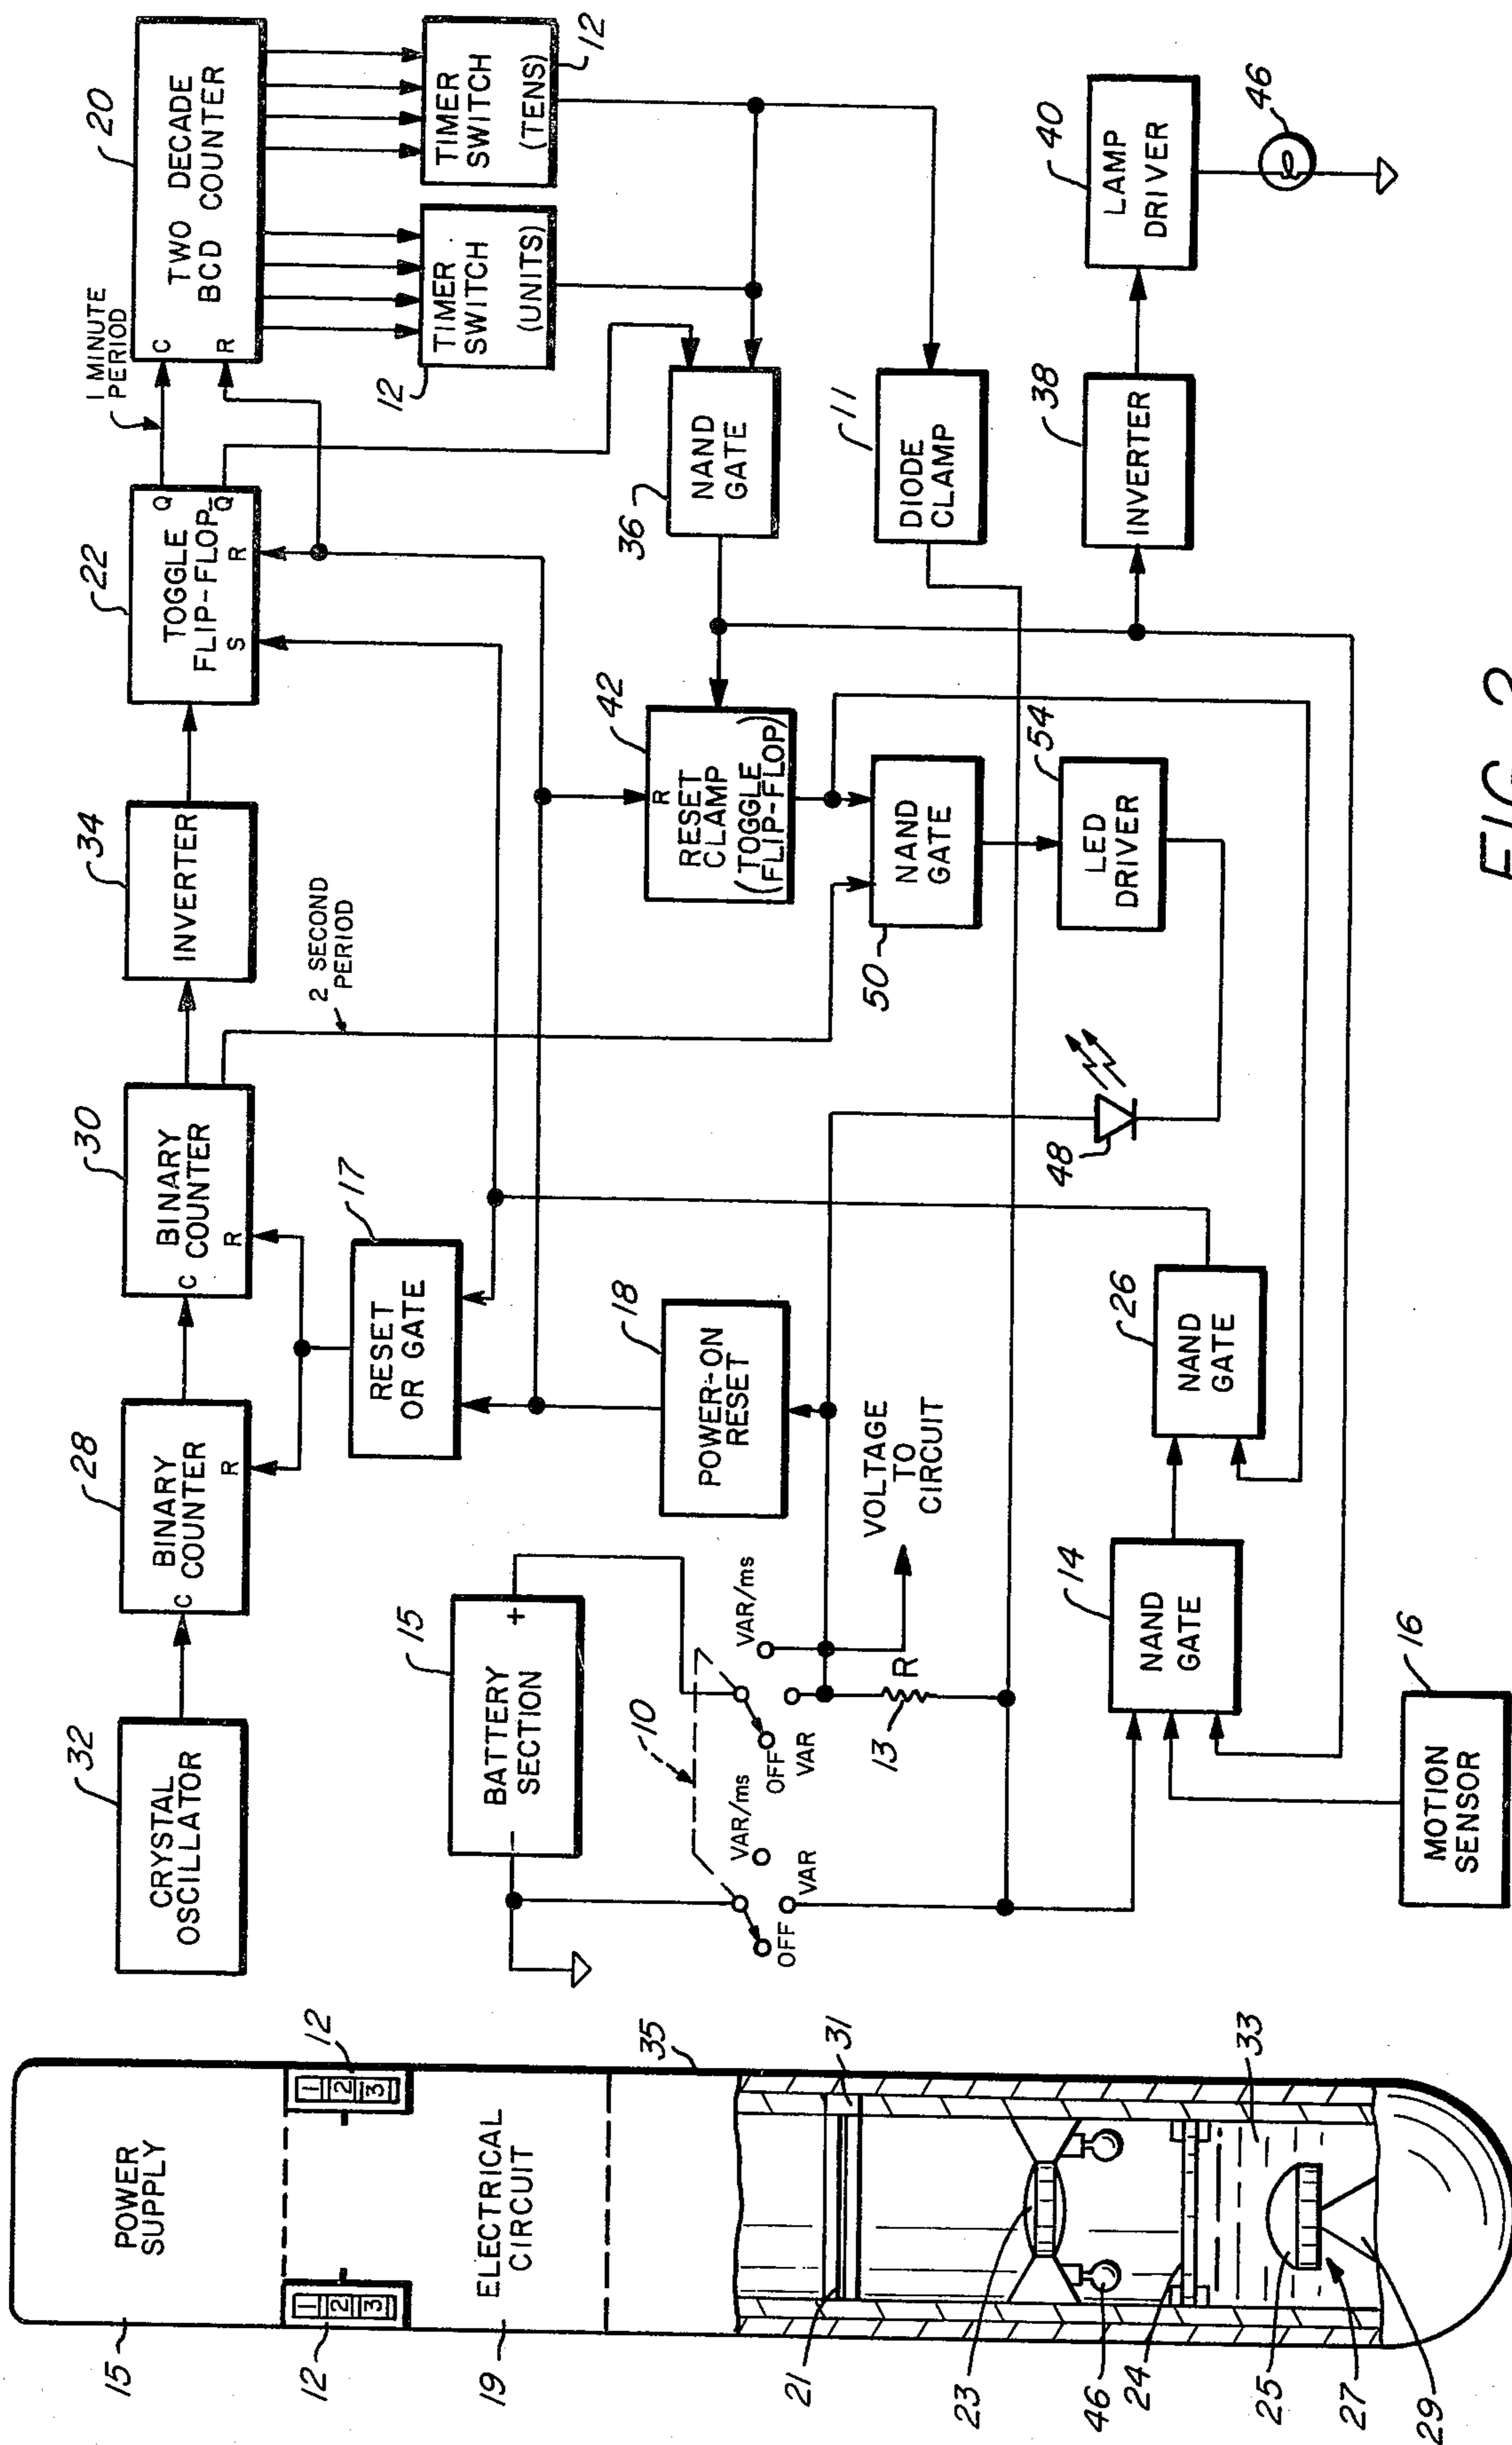 POWER
SUPPLY
15
12
12
1
2
3
1
2
3
ELECTRICAL
CIRCUIT
19
35
31
21
23
46
24
33
25
27
29
32
CRYSTAL
OSCILLATOR
28
C BINARY
COUNTER
R
30
C BINARY
COUNTER
R
34
INVERTER
22
TOGGLE
FLIP-FLOP
S
R
Q
Q̅
1 MINUTE
PERIOD
20
C
TWO DECADE
BCD COUNTER
R
12
TIMER
SWITCH
(UNITS)
TIMER
SWITCH
(TENS)
12
2 SECOND
PERIOD
17
RESET
OR GATE
15
BATTERY
SECTION
-
+
10
OFF
VAR
VAR/ms
OFF
VAR
VAR/ms
18
POWER-ON
RESET
VOLTAGE
TO
CIRCUIT
13
R
42
R
RESET
CLAMP
(TOGGLE
FLIP-FLOP)
36
NAND
GATE
50
NAND
GATE
54
LED
DRIVER
48
11
DIODE
CLAMP
38
INVERTER
40
LAMP
DRIVER
46
14
NAND
GATE
26
NAND
GATE
16
MOTION
SENSOR